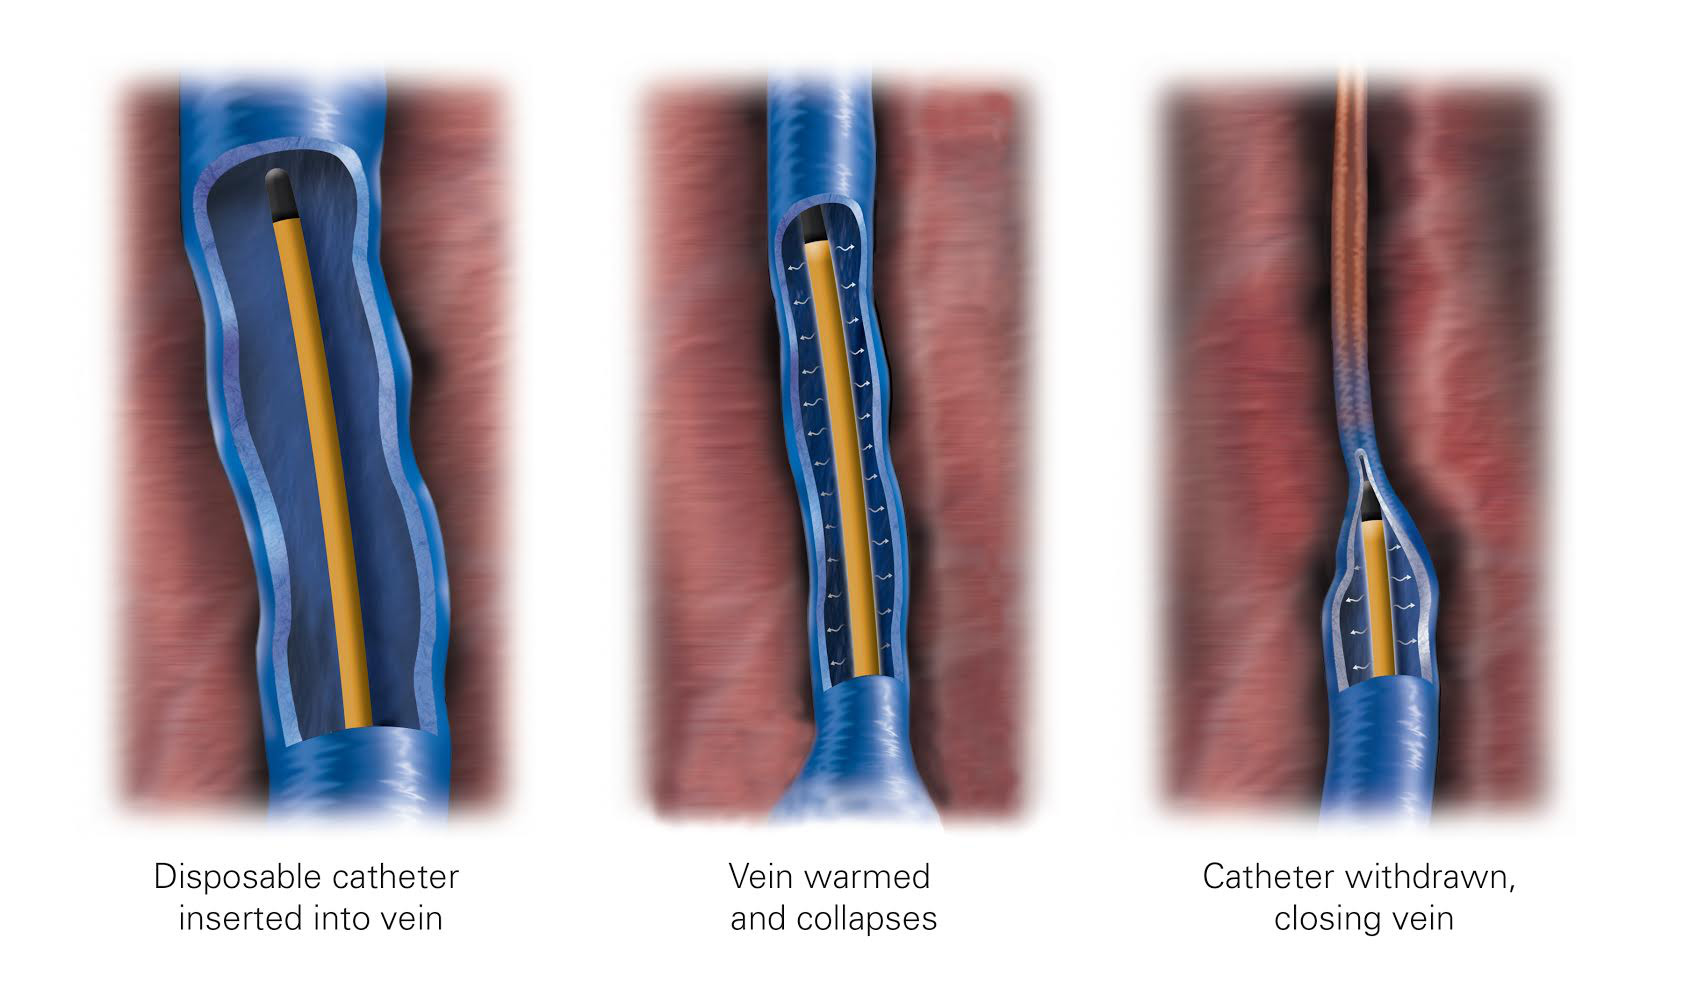 Disposable catheter
inserted into vein
Vein warmed
and collapses
Catheter withdrawn,
closing vein